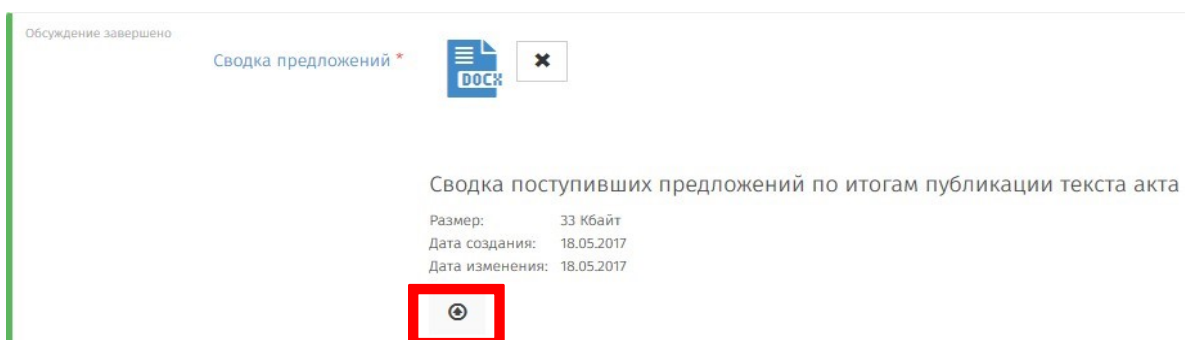 Обсуждение завершено
Сводка предложений *
DOCX
Сводка поступивших предложений по итогам публикации текста акта
Размер: 33 Кбайт
Дата создания: 18.05.2017
Дата изменения: 18.05.2017